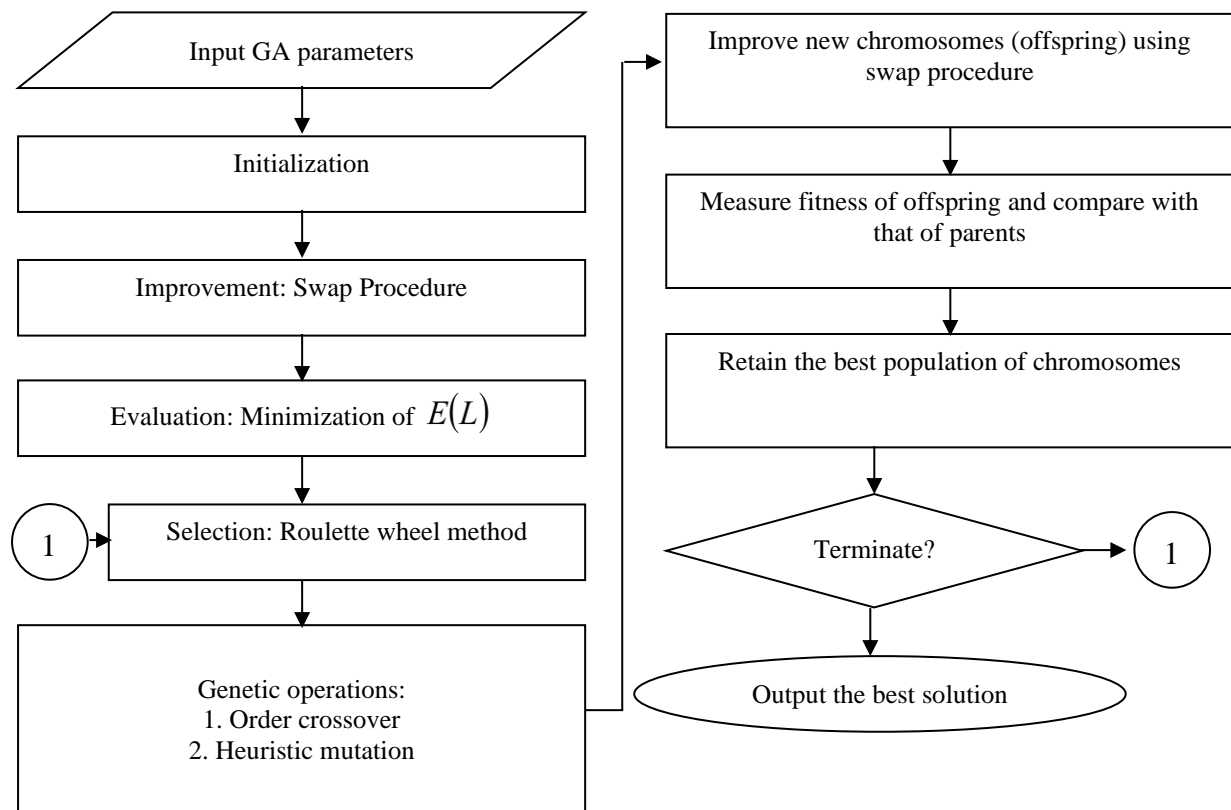 Input GA parameters
Initialization
Improvement: Swap Procedure
Evaluation: Minimization of E(L)
1
Selection: Roulette wheel method
Genetic operations:
1. Order crossover
2. Heuristic mutation
Improve new chromosomes (offspring) using
swap procedure
Measure fitness of offspring and compare with
that of parents
Retain the best population of chromosomes
Terminate?
1
Output the best solution